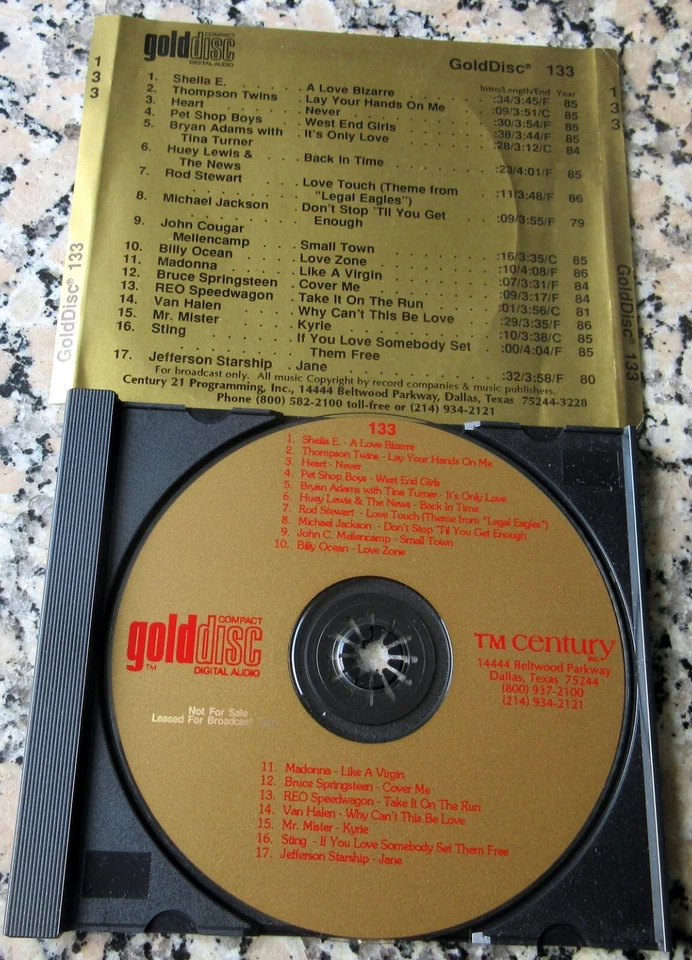 133
golddisc
COMPACT
DIGITAL AUDIO
GoldDisc® 133
Intro/Length/End Year
1. Sheila E. . . . . . . . A Love Bizarre . . . . . . . :34/3:45/F 85
2. Thompson Twins . . . Lay Your Hands On Me . . :09/3:51/C 85
3. Heart . . . . . . . Never . . . . . . . :30/3:54/F 85
4. Pet Shop Boys . . . . West End Girls . . . . . . :38/3:44/F 85
5. Bryan Adams with . . . It's Only Love . . . . . . :28/3:12/C 84
Tina Turner
6. Huey Lewis & . . . . Back In Time . . . . . . :23/4:01/F 85
The News
7. Rod Stewart . . . . Love Touch (Theme from
"Legal Eagles") . . . . . :11/3:48/F 86
8. Michael Jackson . . . . Don't Stop 'Til You Get
Enough . . . . . . :09/3:55/F 79
9. John Cougar
Mellencamp . . . . Small Town . . . . . . :16/3:35/C 85
10. Billy Ocean . . . . Love Zone . . . . . . :10/4:08/F 86
11. Madonna . . . . Like A Virgin . . . . . . :07/3:31/F 84
12. Bruce Springsteen . . . Cover Me . . . . . . :09/3:17/F 84
13. REO Speedwagon . . . Take It On The Run . . . . :01/3:56/C 81
14. Van Halen . . . . Why Can't This Be Love . . . :29/3:35/F 86
15. Mr. Mister . . . . Kyrie . . . . . . :10/3:38/C 85
16. Sting . . . . If You Love Somebody Set
Them Free . . . . . :00/4:04/F 85
17. Jefferson Starship . . . Jane . . . . . . :32/3:58/F 80
For broadcast only. All music Copyright by record companies & music publishers.
Century 21 Programming, Inc., 14444 Beltwood Parkway, Dallas, Texas 75244-3228
Phone (800) 582-2100 toll-free or (214) 934-2121
GoldDisc® 133
133
GoldDisc® 133
133
1. Sheila E. - A Love Bizarre
2. Thompson Twins - Lay Your Hands On Me
3. Heart - Never
4. Pet Shop Boys - West End Girls
5. Bryan Adams with Tina Turner - It's Only Love
6. Huey Lewis & The News - Back In Time
7. Rod Stewart - Love Touch (Theme from "Legal Eagles")
8. Michael Jackson - Don't Stop 'Til You Get Enough
9. John C. Mellencamp - Small Town
10. Billy Ocean - Love Zone
COMPACT
golddisc
TM DIGITAL AUDIO
Not For Sale
Leased For Broadcast
TM Century
inc.
14444 Beltwood Parkway
Dallas, Texas 75244
(800) 937-2100
(214) 934-2121
11. Madonna - Like A Virgin
12. Bruce Springsteen - Cover Me
13. REO Speedwagon - Take It On The Run
14. Van Halen - Why Can't This Be Love
15. Mr. Mister - Kyrie
16. Sting - If You Love Somebody Set Them Free
17. Jefferson Starship - Jane